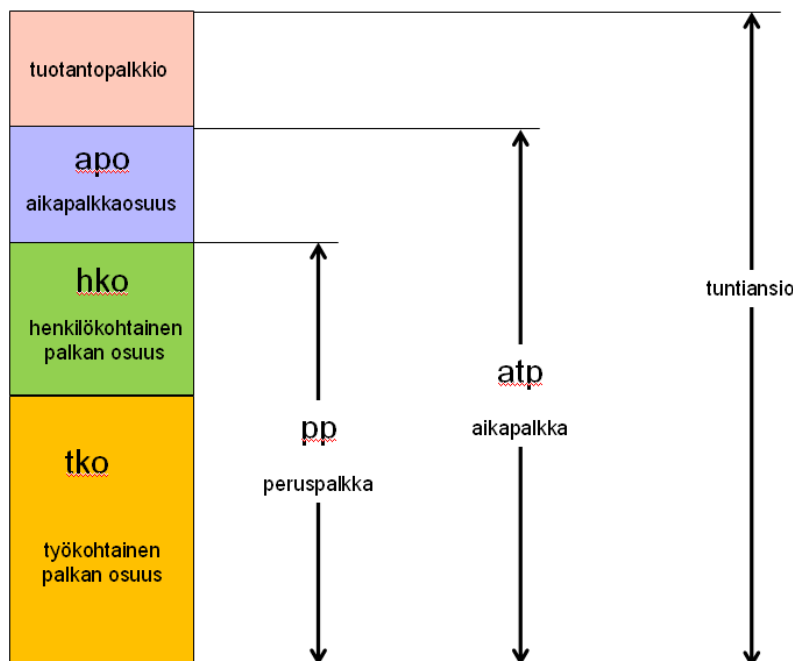 tuotantopalkkio
apo
aikapalkkaosuus
hko
henkilökohtainen
palkan osuus
tko
työkohtainen
palkan osuus
pp
peruspalkka
atp
aikapalkka
tuntiansio